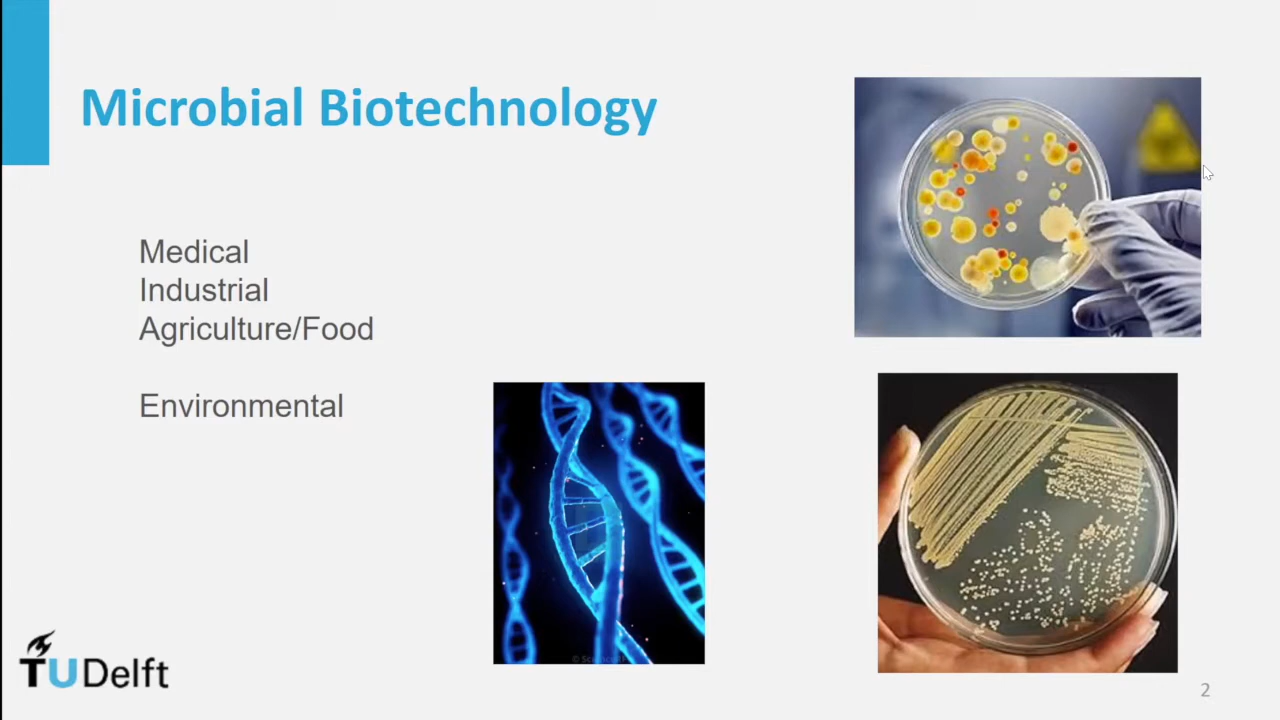 Microbial Biotechnology
Medical
Industrial
Agriculture/Food
Environmental
TUDelft
2